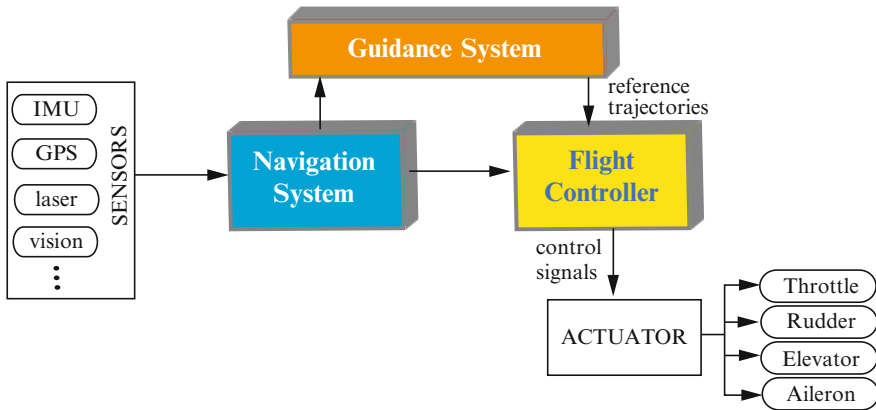 Guidance System
reference
trajectories
IMU
GPS
laser
vision
SENSORS
Navigation
System
Flight
Controller
control
signals
ACTUATOR
Throttle
Rudder
Elevator
Aileron